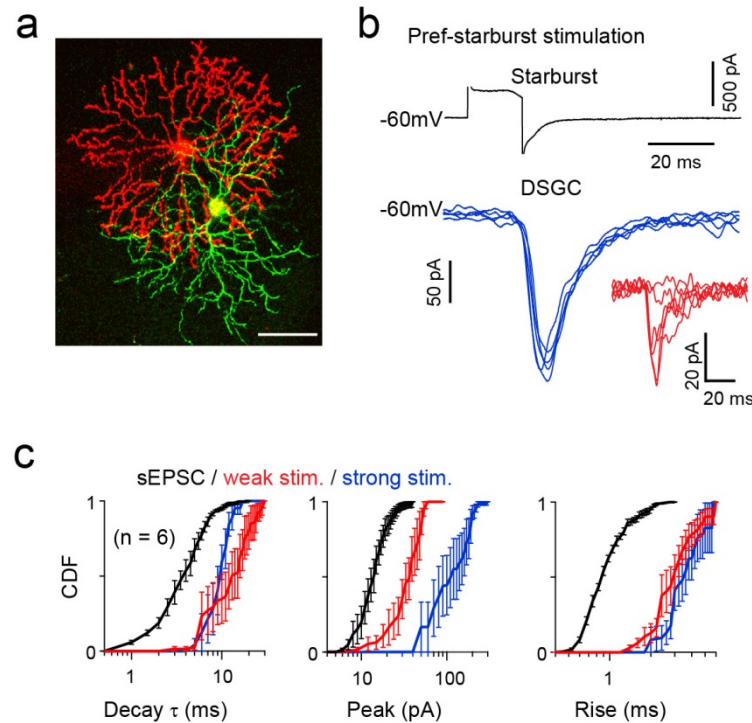 a
b
Pref-starburst stimulation
Starburst
500 pA
-60mV
20 ms
DSGC
-60mV
50 pA
20 pA
20 ms
c
sEPSC / weak stim. / strong stim.
1
1
1
(n = 6)
CDF
0
0
0
1
10
10
100
1
Decay τ (ms)
Peak (pA)
Rise (ms)